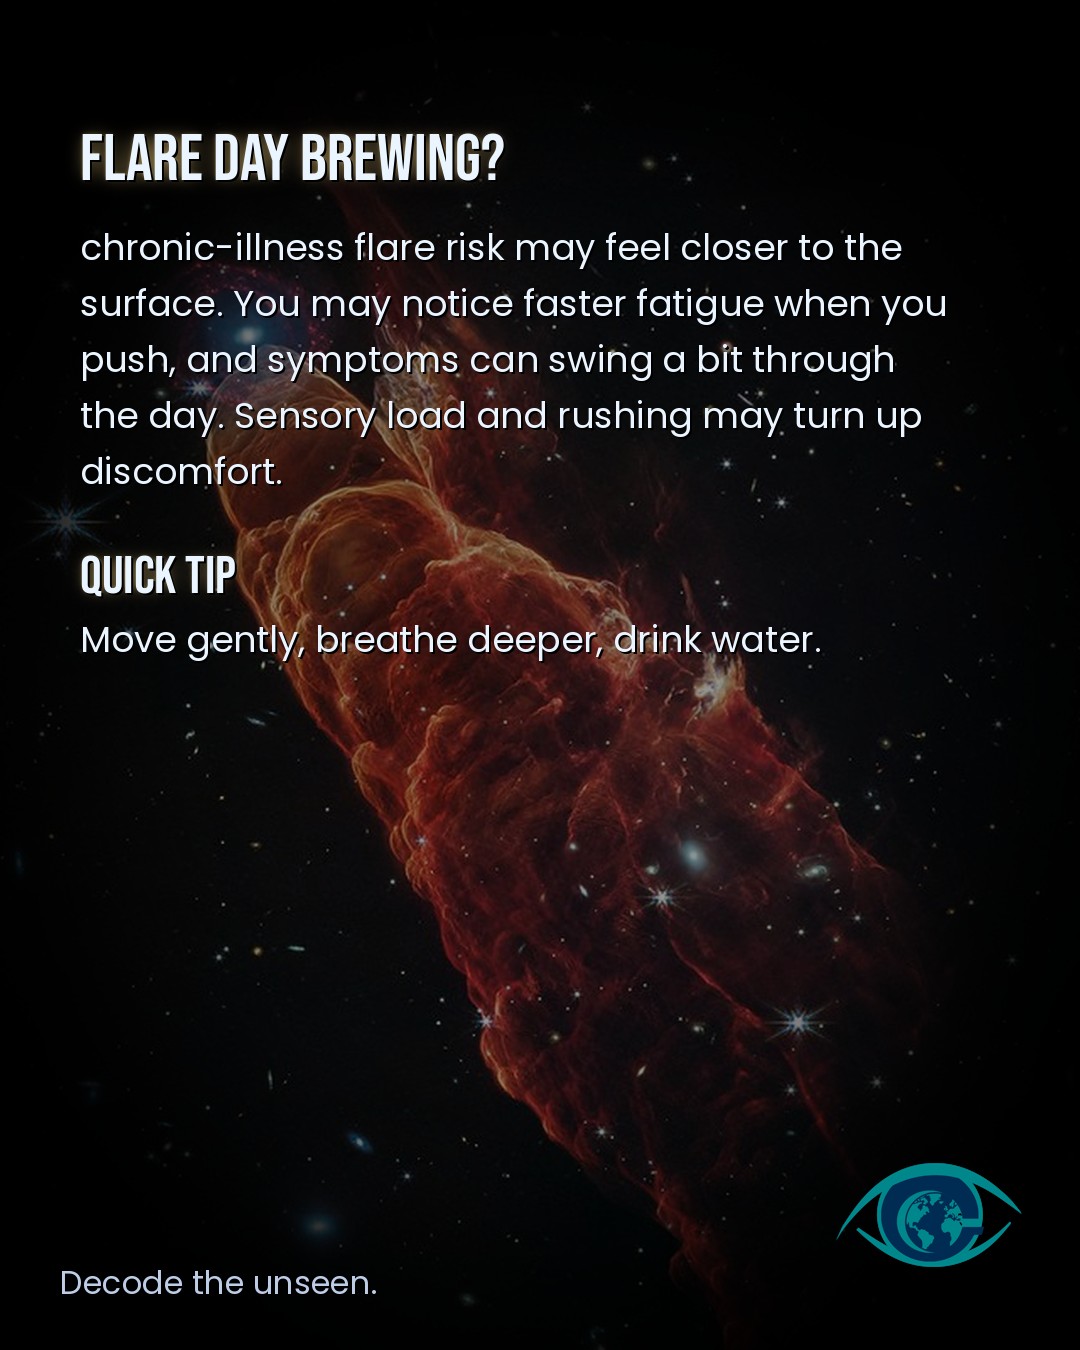 FLARE DAY BREWING?
chronic-illness flare risk may feel closer to the
surface. You may notice faster fatigue when you
push, and symptoms can swing a bit through
the day. Sensory load and rushing may turn up
discomfort.
QUICK TIP
Move gently, breathe deeper, drink water.
Decode the unseen.